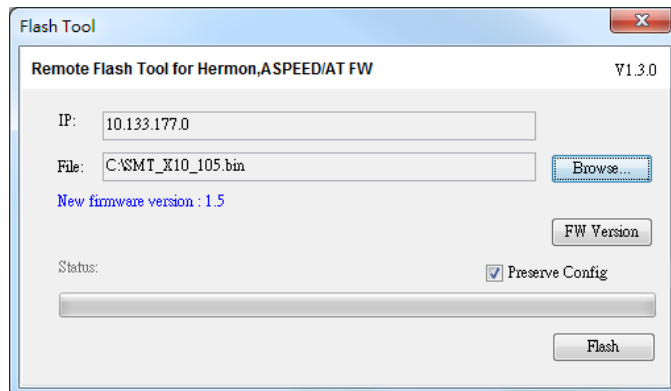 Flash Tool
Remote Flash Tool for Hermon,ASPEED/AT FW V1.3.0
IP: 10.133.177.0
File: C:\SMT_X10_105.bin Browse...
New firmware version : 1.5
FW Version
Status: Preserve Config
Flash